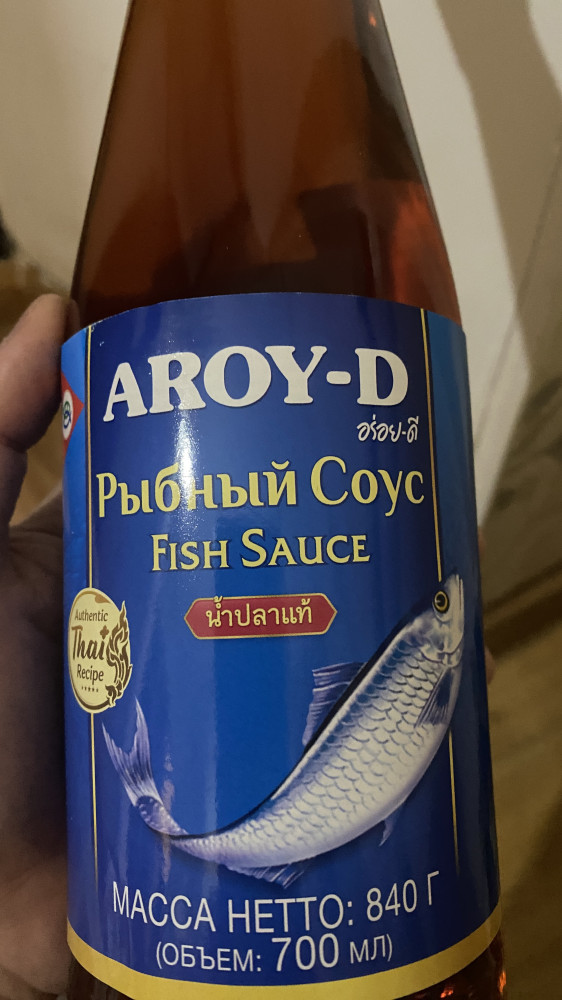 AROY-D
อร่อย-ดี
Рыбный Соус
FISH SAUCE
น้ำปลาแท้
Authentic
Thai
Recipe
МАССА НЕТТО: 840 Г
(ОБЪЕМ: 700 МЛ)